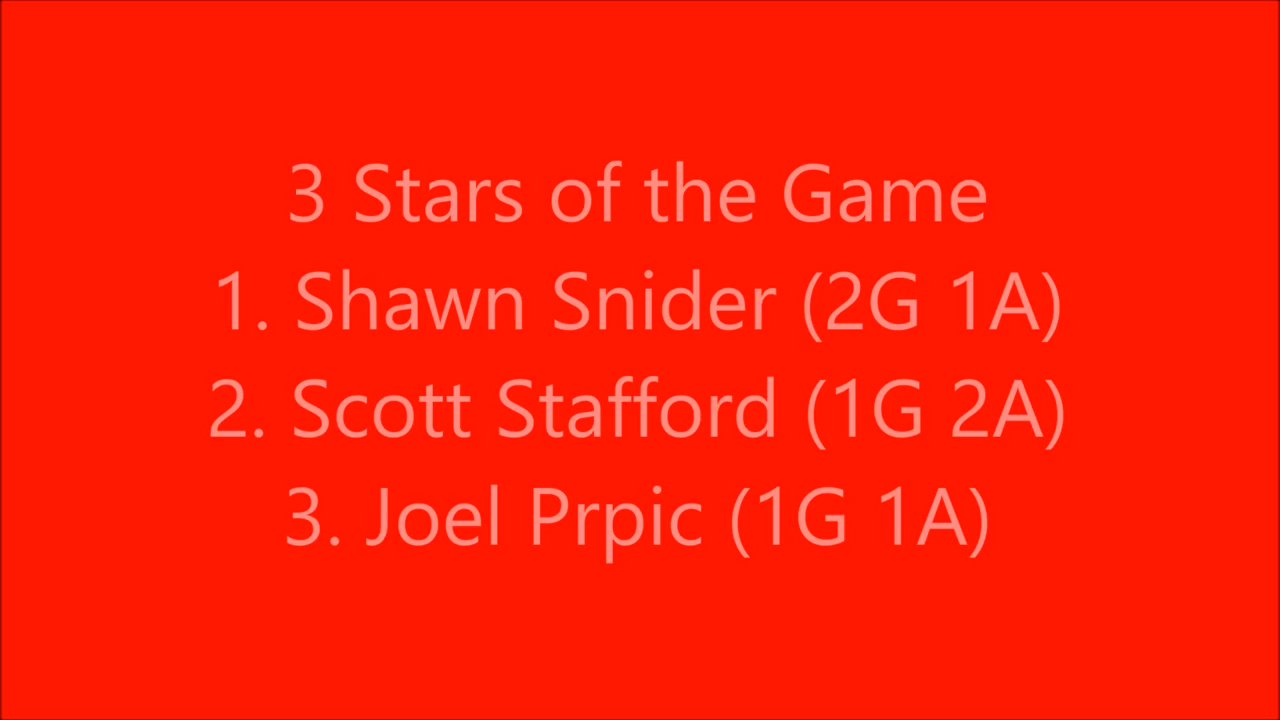 3 Stars of the Game
1. Shawn Snider (2G 1A)
2. Scott Stafford (1G 2A)
3. Joel Prpic (1G 1A)